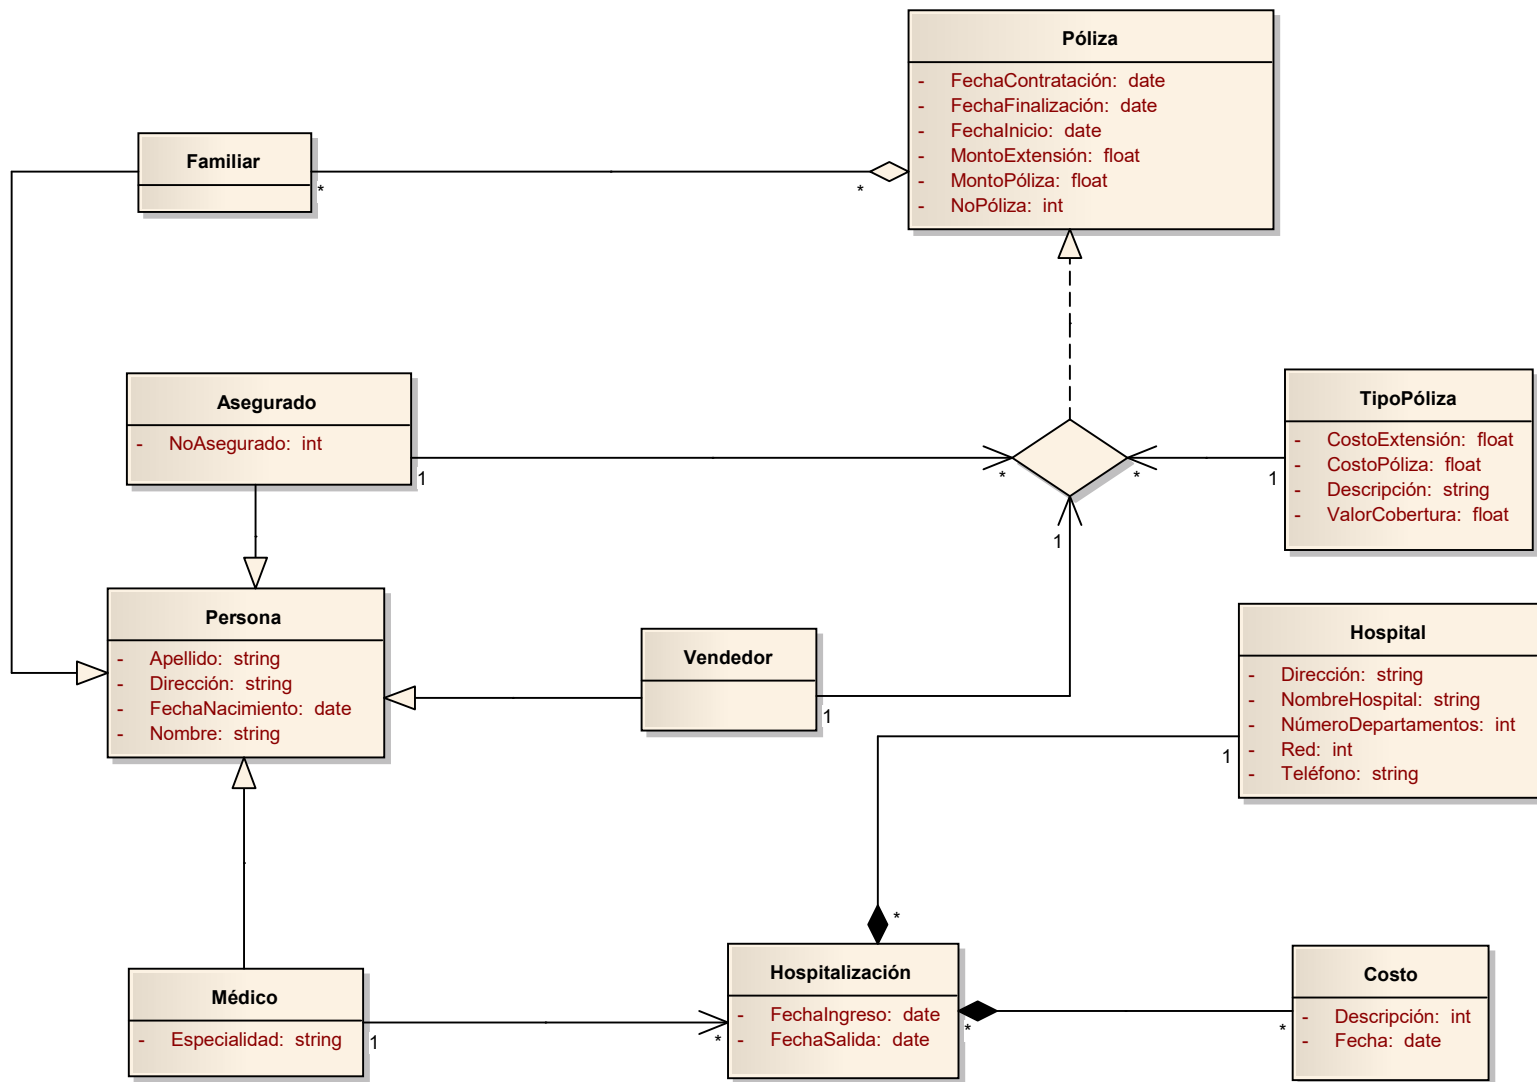 Póliza
- FechaContratación: date
- FechaFinalización: date
- FechaInicio: date
- MontoExtensión: float
- MontoPóliza: float
- NoPóliza: int
Familiar
*
*
Asegurado
- NoAsegurado: int
1
*
*
1
TipoPóliza
- CostoExtensión: float
- CostoPóliza: float
- Descripción: string
- ValorCobertura: float
1
Persona
- Apellido: string
- Dirección: string
- FechaNacimiento: date
- Nombre: string
Vendedor
1
Hospital
- Dirección: string
- NombreHospital: string
- NúmeroDepartamentos: int
- Red: int
- Teléfono: string
1
*
Médico
- Especialidad: string
1
*
Hospitalización
- FechaIngreso: date
- FechaSalida: date
*
*
Costo
- Descripción: int
- Fecha: date